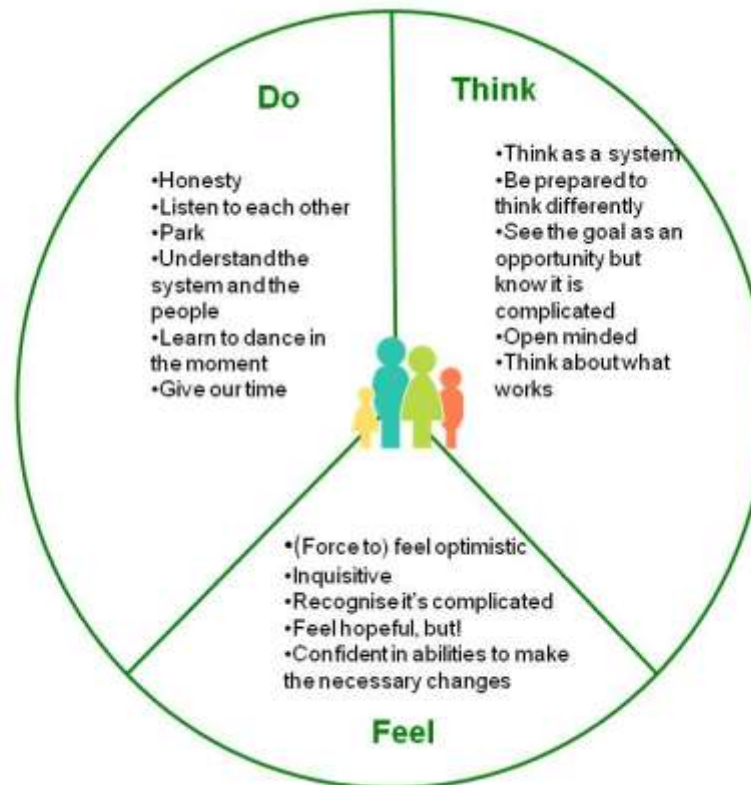 Do
•Honesty
•Listen to each other
•Park
•Understand the
system and the
people
•Learn to dance in
the moment
•Give our time
Think
•Think as a system
•Be prepared to
think differently
•See the goal as an
opportunity but
know it is
complicated
•Open minded
•Think about what
works
•(Force to) feel optimistic
•Inquisitive
•Recognise it's complicated
•Feel hopeful, but!
•Confident in abilities to make
the necessary changes
Feel